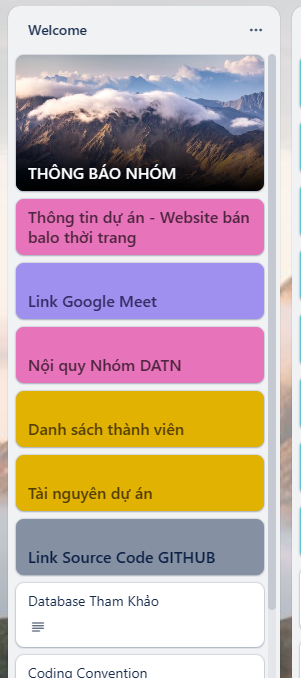 Welcome
THÔNG BÁO NHÓM
Thông tin dự án - Website bán
balo thời trang
Link Google Meet
Nội quy Nhóm DATN
Danh sách thành viên
Tài nguyên dự án
Link Source Code GITHUB
Database Tham Khảo
Coding Convention